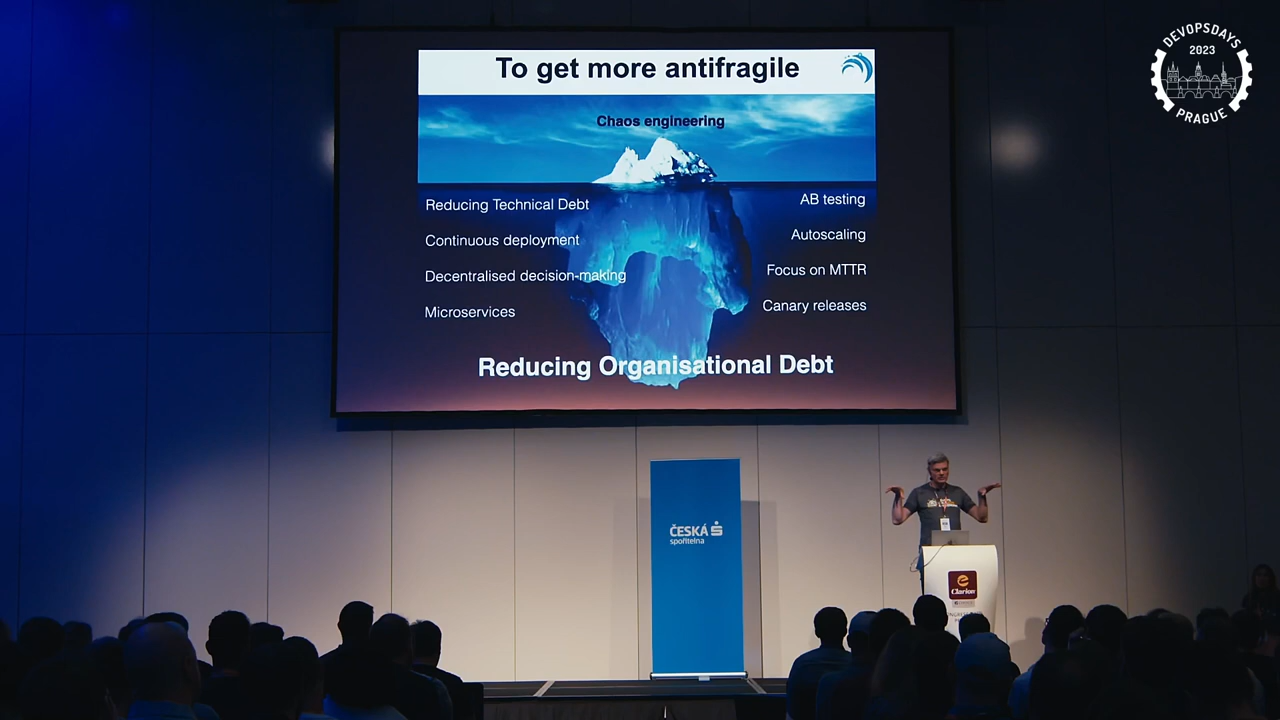 DEVOPSDAYS
2023
PRAGUE
To get more antifragile
Chaos engineering
Reducing Technical Debt
Continuous deployment
Decentralised decision-making
Microservices
AB testing
Autoscaling
Focus on MTTR
Canary releases
Reducing Organisational Debt
ČESKÁ
spořitelna
Clarion